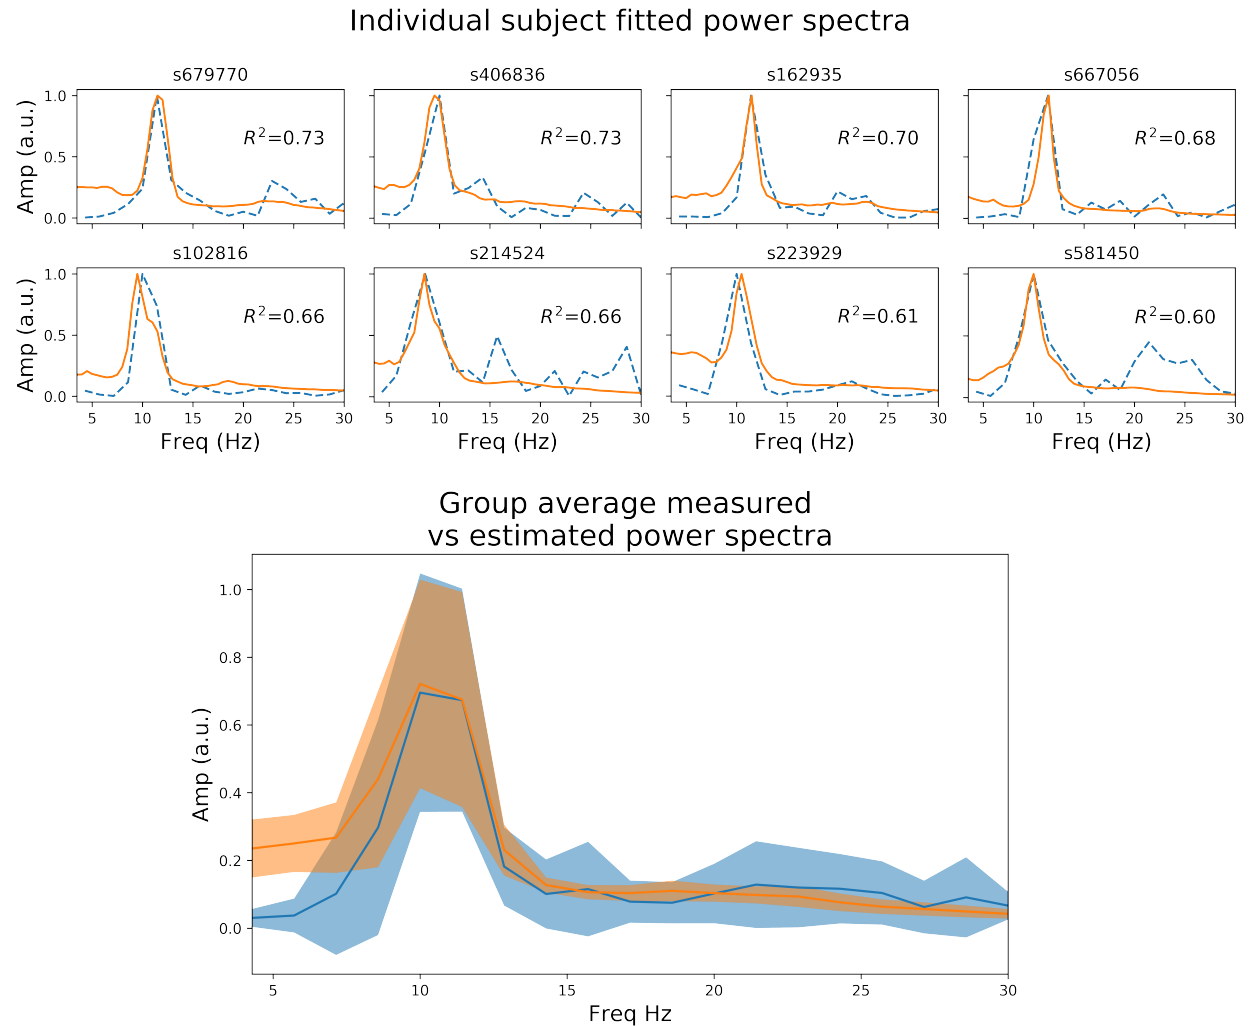 Individual subject fitted power spectra
s679770 s406836 s162935 s667056
Amp (a.u.)
1.0
0.5
0.0
R²=0.73 R²=0.73 R²=0.70 R²=0.68
s102816 s214524 s223929 s581450
Amp (a.u.)
1.0
0.5
0.0
R²=0.66 R²=0.66 R²=0.61 R²=0.60
5 10 15 20 25 30 5 10 15 20 25 30 5 10 15 20 25 30 5 10 15 20 25 30
Freq (Hz) Freq (Hz) Freq (Hz) Freq (Hz)
Group average measured
vs estimated power spectra
Amp (a.u.)
1.0
0.8
0.6
0.4
0.2
0.0
5 10 15 20 25 30
Freq Hz